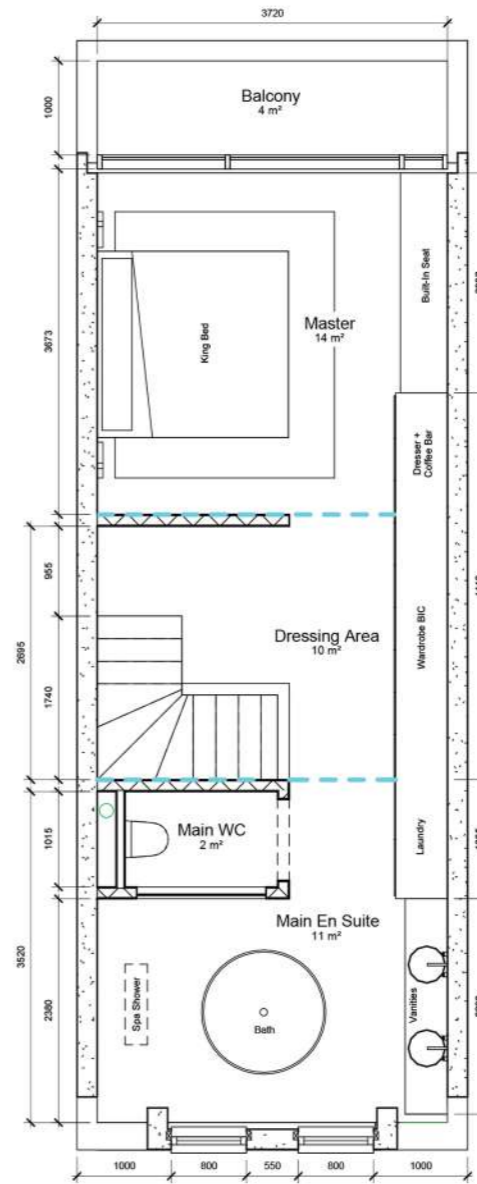 3720
1000
Balcony
4 m²
Built-In Seat
3673
King Bed
Master
14 m²
Dresser +
Coffee Bar
955
2695
Dressing Area
10 m²
Wardrobe BIC
1740
1015
Main WC
2 m²
Laundry
3520
Main En Suite
11 m²
2380
Spa Shower
Bath
Vanities
1000
800
550
800
1000